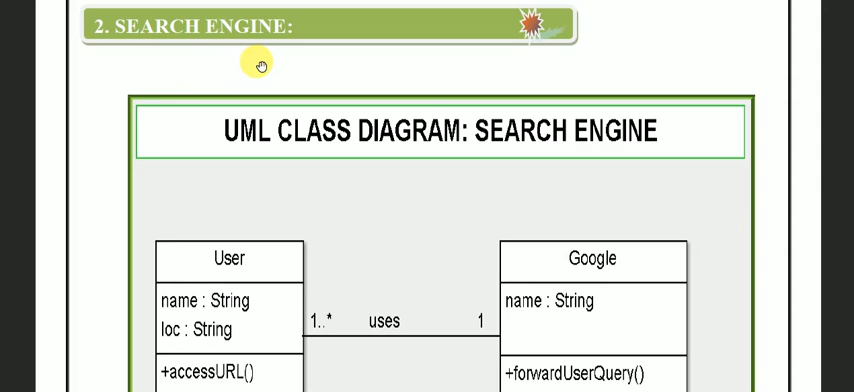 2. SEARCH ENGINE:
UML CLASS DIAGRAM: SEARCH ENGINE
User
Google
name : String
loc : String
name : String
1..* uses 1
+accessURL()
+forwardUserQuery()